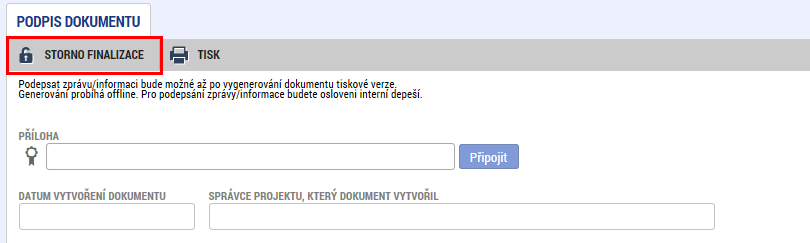 PODPIS DOKUMENTU
STORNO FINALIZACE TISK
Podepsat zprávu/informaci bude možné až po vygenerování dokumentu tiskové verze.
Generování probíhá offline. Pro podepsání zprávy/informace budete osloveni interní depeší.
PŘÍLOHA
Připojit
DATUM VYTVOŘENÍ DOKUMENTU SPRÁVCE PROJEKTU, KTERÝ DOKUMENT VYTVOŘIL